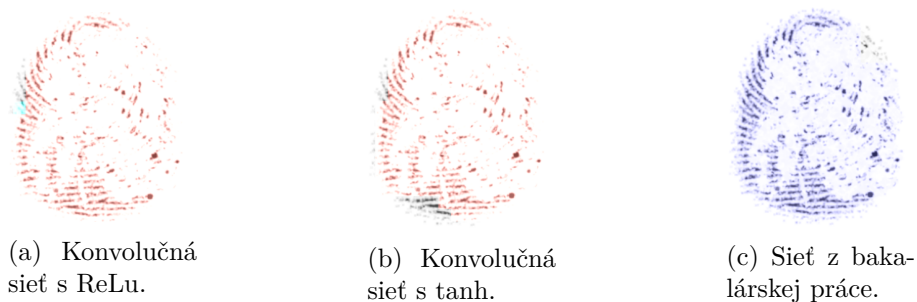 (a) Konvolučná
sieť s ReLu.
(b) Konvolučná
sieť s tanh.
(c) Sieť z baka-
lárskej práce.